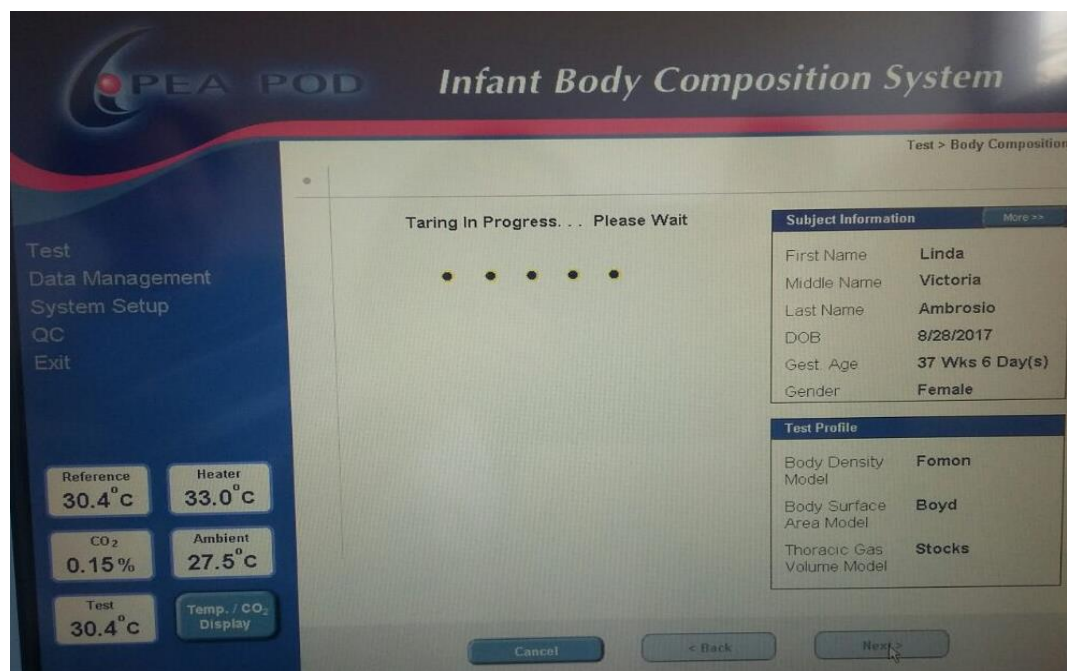 PEA POD
Infant Body Composition System
Test > Body Composition
Test
Data Management
System Setup
QC
Exit
Taring In Progress. . . Please Wait
Subject Information
More >>
First Name Linda
Middle Name Victoria
Last Name Ambrosio
DOB 8/28/2017
Gest. Age 37 Wks 6 Day(s)
Gender Female
Test Profile
Body Density Fomon
Model
Body Surface Boyd
Area Model
Thoracic Gas Stocks
Volume Model
Reference
30.4°C
Heater
33.0°C
CO₂
0.15%
Ambient
27.5°C
Test
30.4°C
Temp. / CO₂
Display
Cancel
< Back
Next >